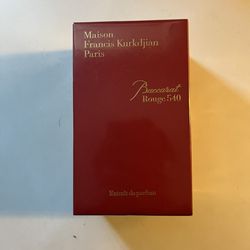 Maison
Francis Kurkdjian
Paris
Baccarat
Rouge 540
Extrait de parfum